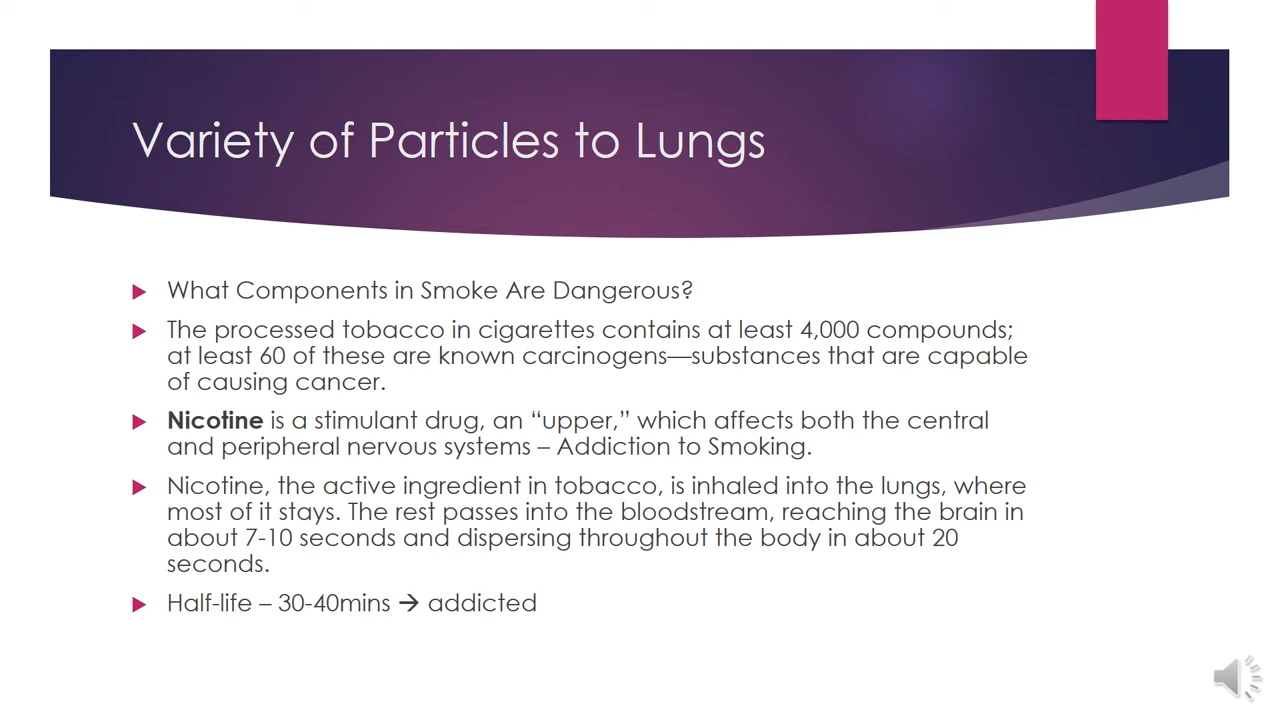 Variety of Particles to Lungs
What Components in Smoke Are Dangerous?
The processed tobacco in cigarettes contains at least 4,000 compounds;
at least 60 of these are known carcinogens—substances that are capable
of causing cancer.
Nicotine is a stimulant drug, an “upper,” which affects both the central
and peripheral nervous systems – Addiction to Smoking.
Nicotine, the active ingredient in tobacco, is inhaled into the lungs, where
most of it stays. The rest passes into the bloodstream, reaching the brain in
about 7-10 seconds and dispersing throughout the body in about 20
seconds.
Half-life – 30-40mins → addicted